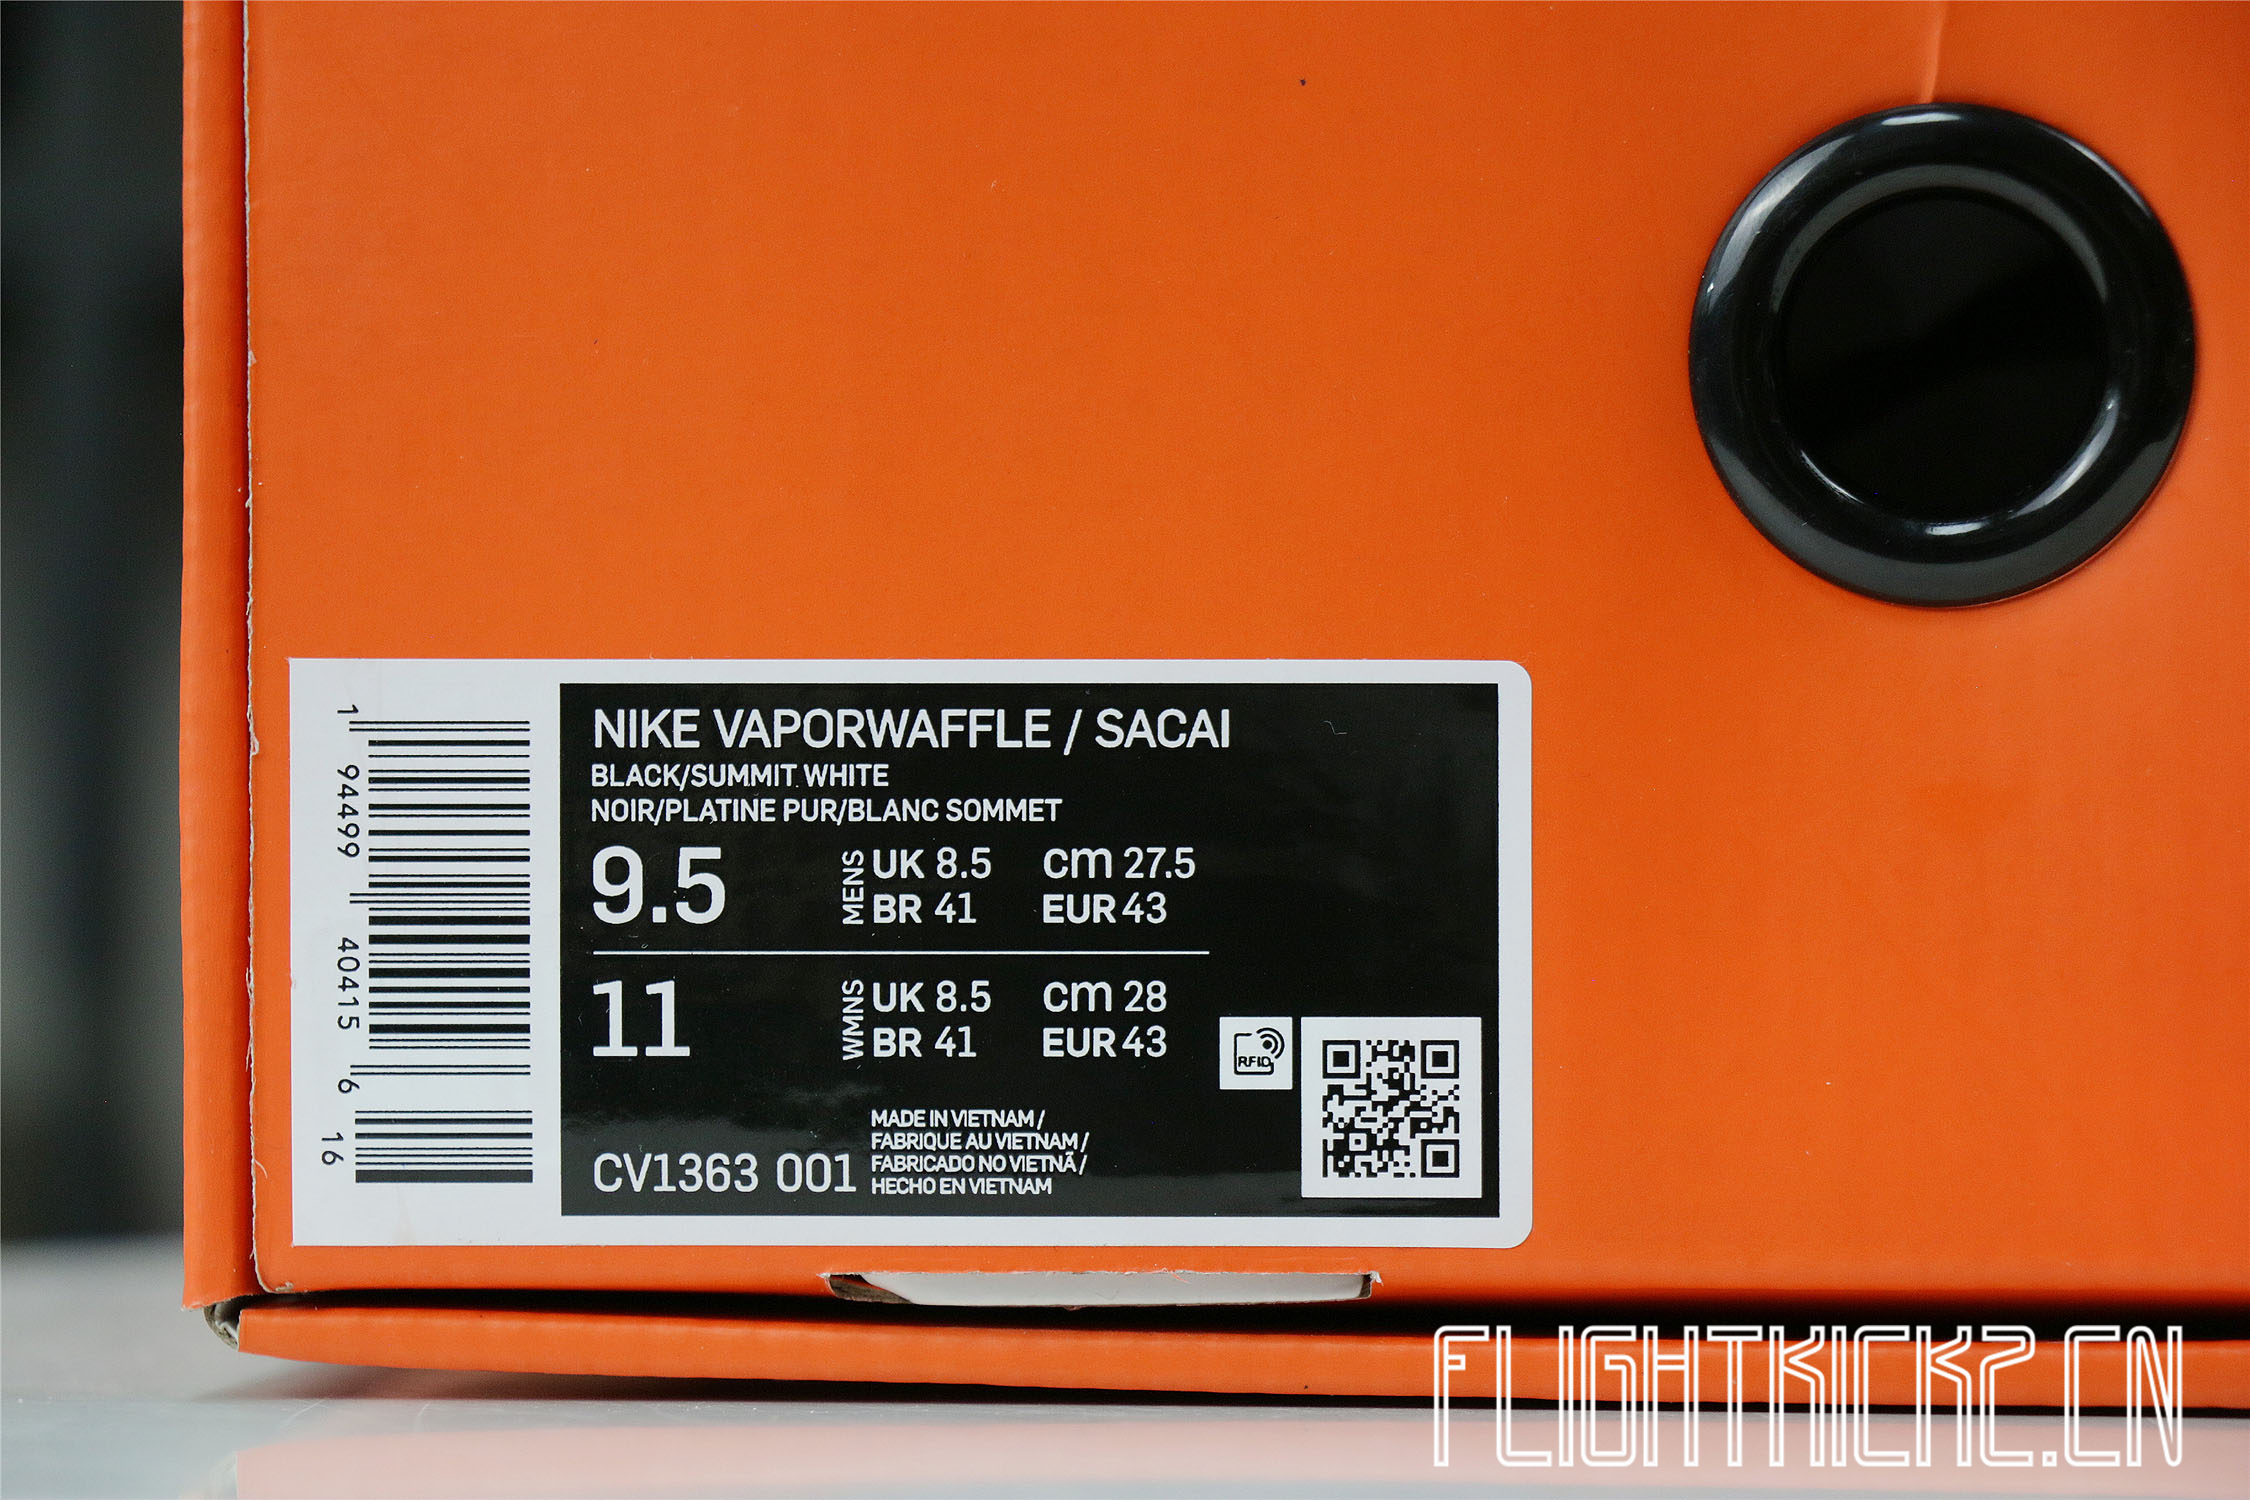 NIKE VAPORWAFFLE / SACAI
BLACK/SUMMIT WHITE
NOIR/PLATINE PUR/BLANC SOMMET
9.5 MENS UK 8.5 cm 27.5
BR 41 EUR 43
11 WMNS UK 8.5 cm 28
BR 41 EUR 43
RFID
MADE IN VIETNAM /
FABRIQUE AU VIETNAM /
FABRICADO NO VIETNÃ /
HECHO EN VIETNAM
CV1363 001
1 94499 40415 6 16
FLIGHTKICKZ.CN